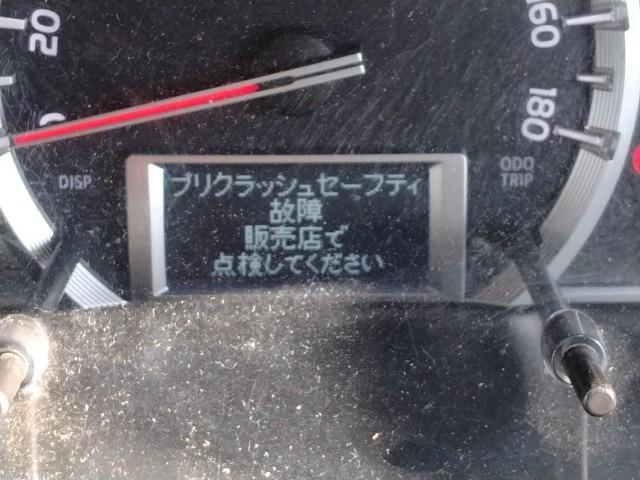 20
160
180
DISP
ODO
TRIP
プリクラッシュセーフティ
故障
販売店で
点検してください